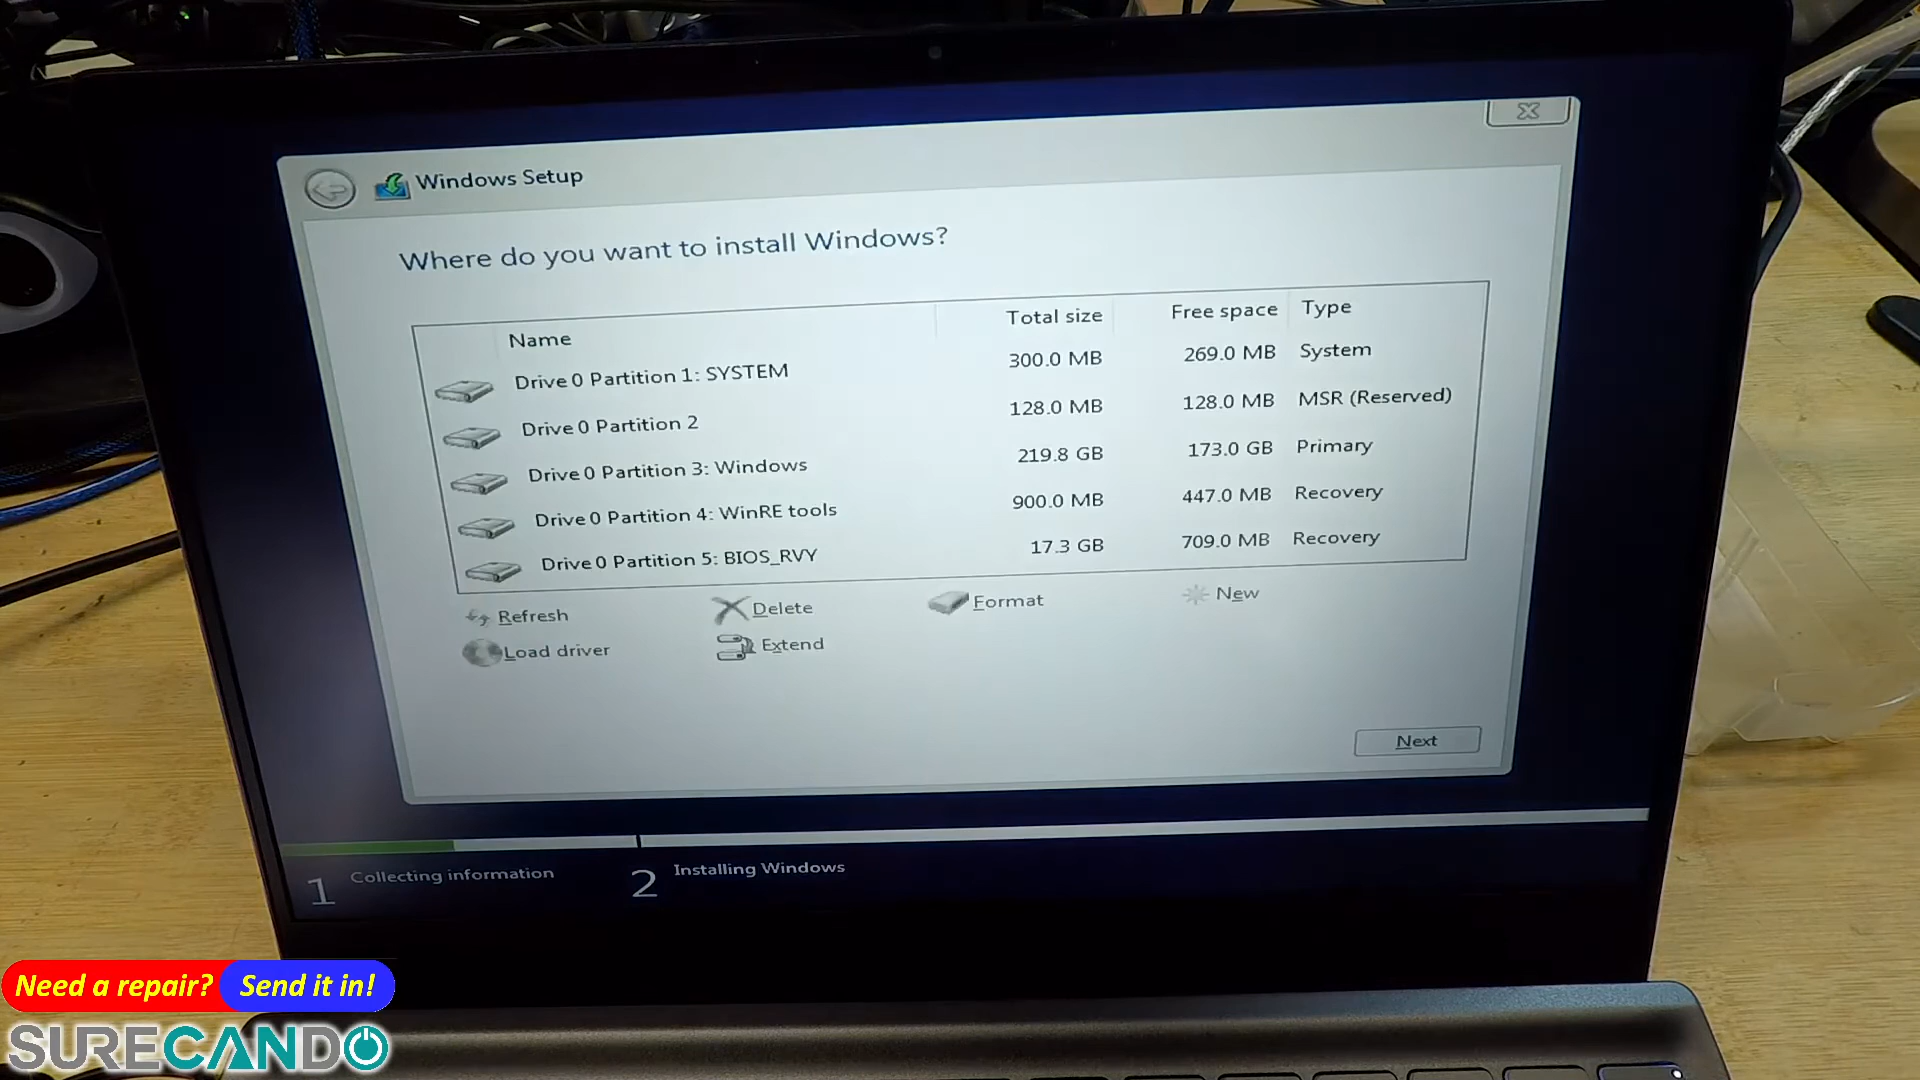 Windows Setup
Where do you want to install Windows?
Name Total size Free space Type
Drive 0 Partition 1: SYSTEM 300.0 MB 269.0 MB System
Drive 0 Partition 2 128.0 MB 128.0 MB MSR (Reserved)
Drive 0 Partition 3: Windows 219.8 GB 173.0 GB Primary
Drive 0 Partition 4: WinRE tools 900.0 MB 447.0 MB Recovery
Drive 0 Partition 5: BIOS_RVY 17.3 GB 709.0 MB Recovery
Refresh Delete Format New
Load driver Extend
Next
1 Collecting information 2 Installing Windows
Need a repair? Send it in!
SURECANDO